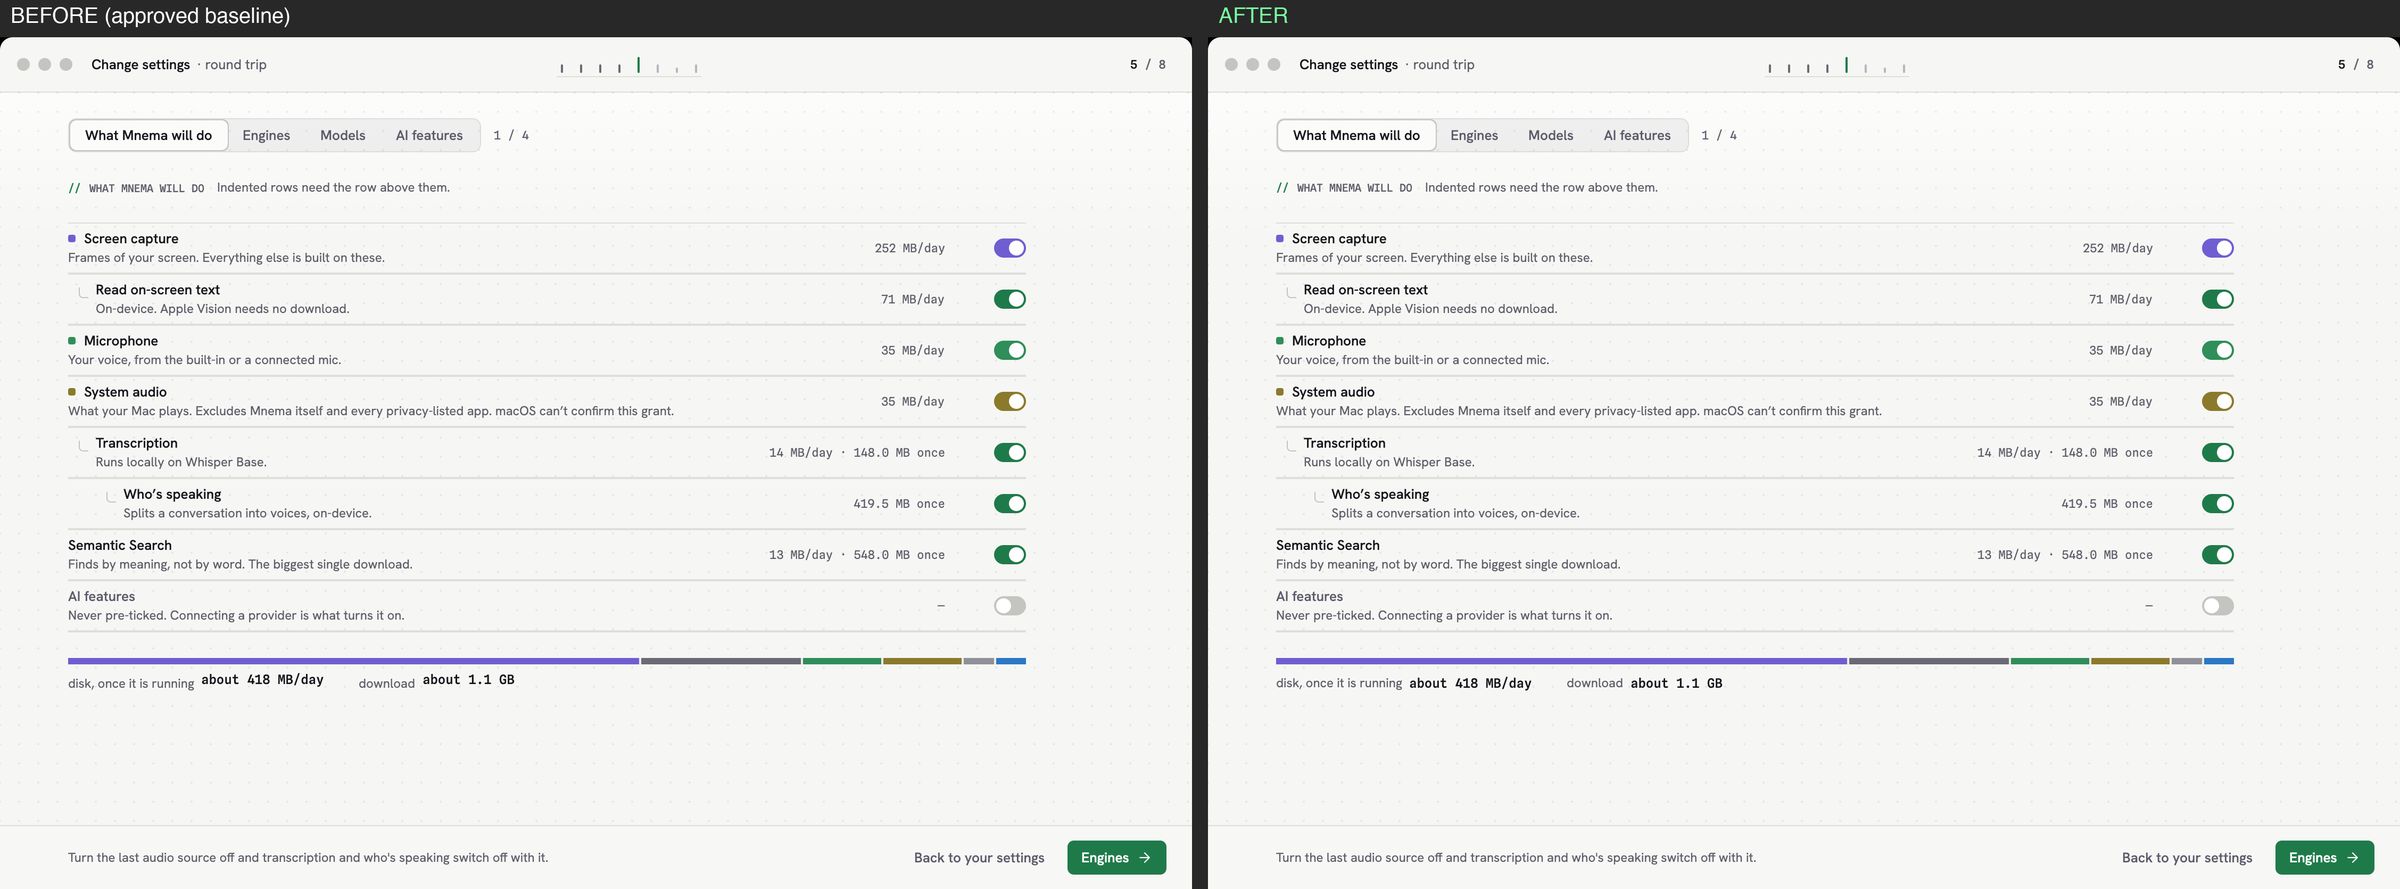 BEFORE (approved baseline)
Change settings · round trip
5 / 8
What Mnema will do
Engines
Models
AI features
1 / 4
// WHAT MNEMA WILL DO Indented rows need the row above them.
Screen capture
Frames of your screen. Everything else is built on these.
252 MB/day
Read on-screen text
On-device. Apple Vision needs no download.
71 MB/day
Microphone
Your voice, from the built-in or a connected mic.
35 MB/day
System audio
What your Mac plays. Excludes Mnema itself and every privacy-listed app. macOS can’t confirm this grant.
35 MB/day
Transcription
Runs locally on Whisper Base.
14 MB/day · 148.0 MB once
Who’s speaking
Splits a conversation into voices, on-device.
419.5 MB once
Semantic Search
Finds by meaning, not by word. The biggest single download.
13 MB/day · 548.0 MB once
AI features
Never pre-ticked. Connecting a provider is what turns it on.
–
disk, once it is running about 418 MB/day download about 1.1 GB
Turn the last audio source off and transcription and who's speaking switch off with it.
Back to your settings
Engines →
AFTER
Change settings · round trip
5 / 8
What Mnema will do
Engines
Models
AI features
1 / 4
// WHAT MNEMA WILL DO Indented rows need the row above them.
Screen capture
Frames of your screen. Everything else is built on these.
252 MB/day
Read on-screen text
On-device. Apple Vision needs no download.
71 MB/day
Microphone
Your voice, from the built-in or a connected mic.
35 MB/day
System audio
What your Mac plays. Excludes Mnema itself and every privacy-listed app. macOS can’t confirm this grant.
35 MB/day
Transcription
Runs locally on Whisper Base.
14 MB/day · 148.0 MB once
Who’s speaking
Splits a conversation into voices, on-device.
419.5 MB once
Semantic Search
Finds by meaning, not by word. The biggest single download.
13 MB/day · 548.0 MB once
AI features
Never pre-ticked. Connecting a provider is what turns it on.
–
disk, once it is running about 418 MB/day download about 1.1 GB
Turn the last audio source off and transcription and who's speaking switch off with it.
Back to your settings
Engines →